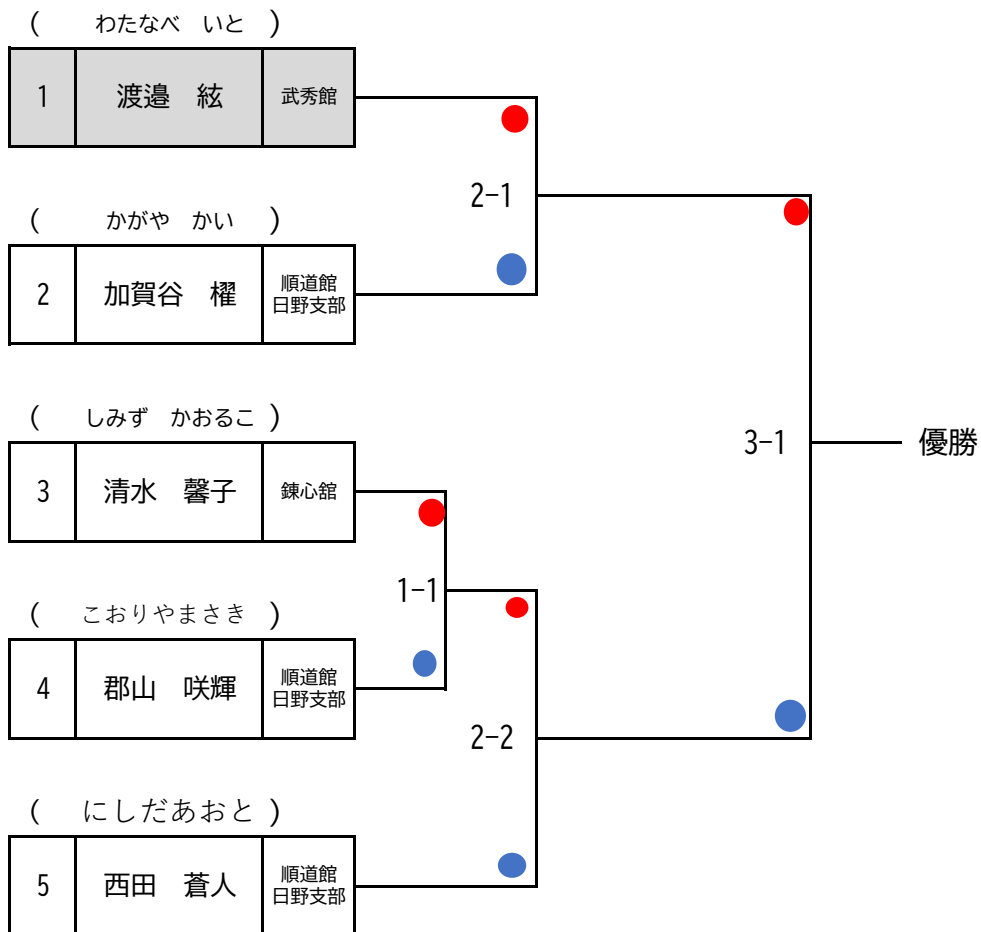 ( わたなべ いと )
1 渡邉 絃 武秀館
2-1
( かがや かい )
2 加賀谷 櫂 順道館
日野支部
( しみず かおるこ )
3 清水 馨子 錬心舘
3-1 優勝
1-1
( こおりやまさき )
4 郡山 咲輝 順道館
日野支部
2-2
( にしだあおと )
5 西田 蒼人 順道館
日野支部